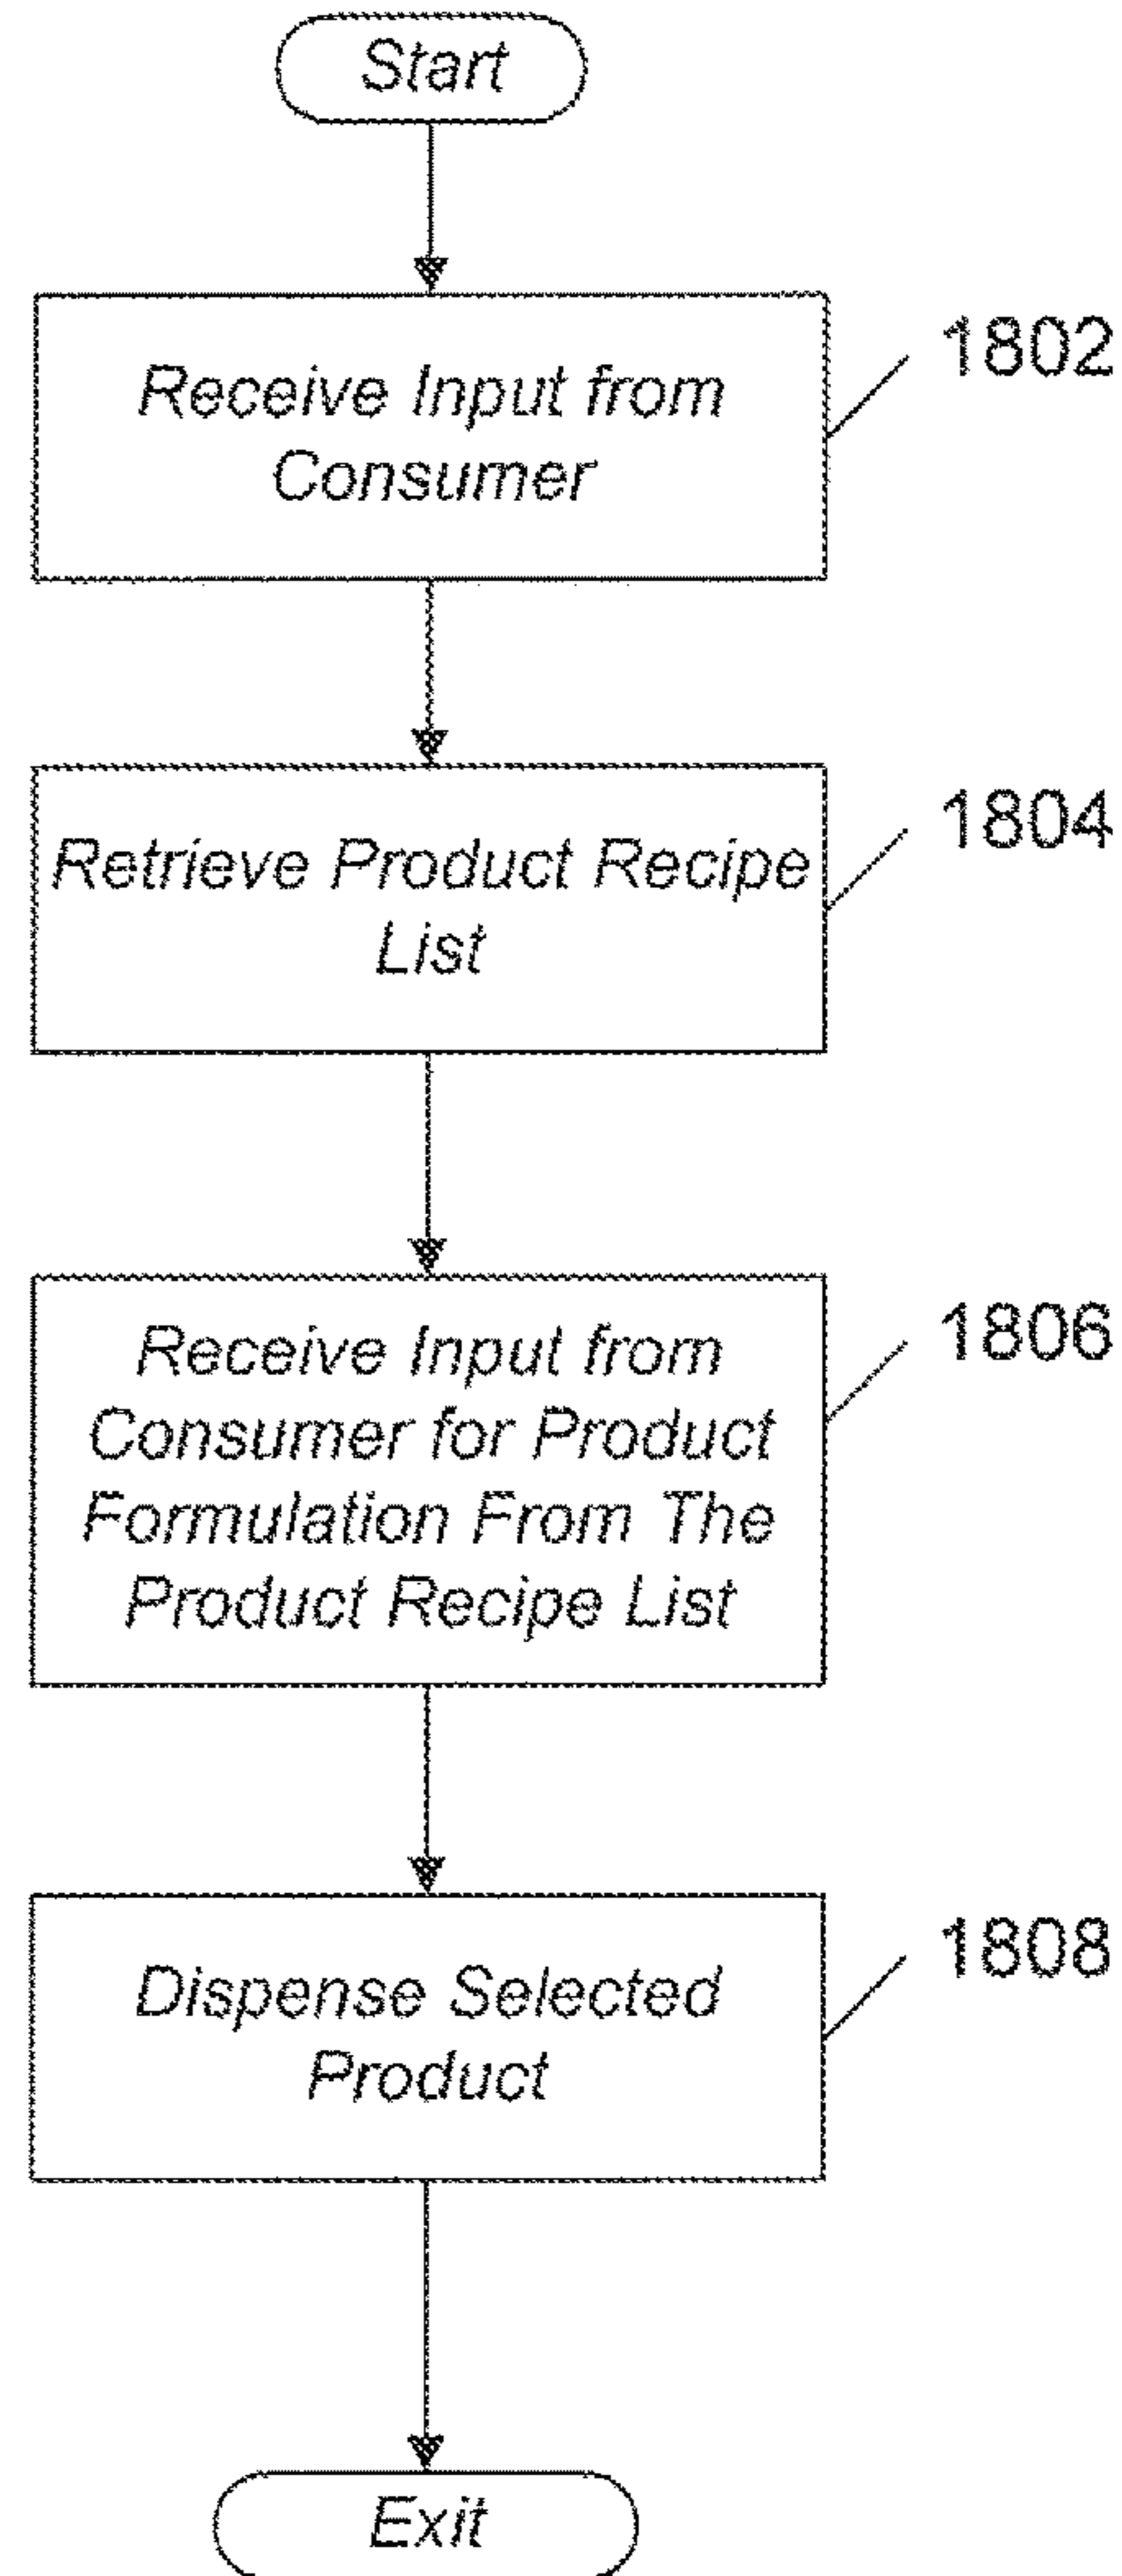 Start
Receive Input from
Consumer
1802
Retrieve Product Recipe
List
1804
Receive Input from
Consumer for Product
Formulation From The
Product Recipe List
1806
Dispense Selected
Product
1808
Exit